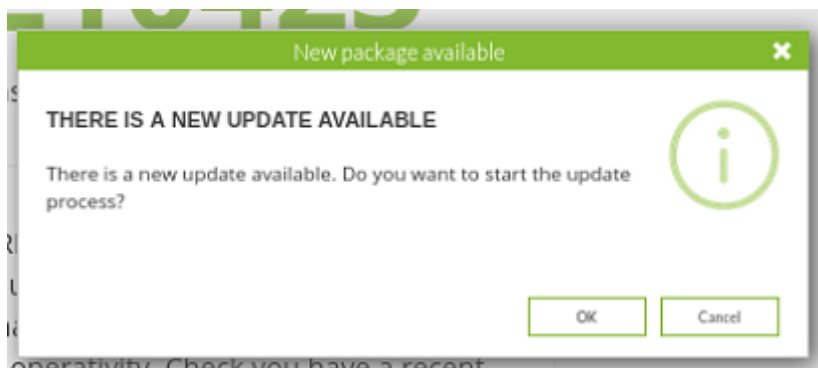 New package available
THERE IS A NEW UPDATE AVAILABLE
There is a new update available. Do you want to start the update
process?
OK
Cancel
operativity. Check you have a recent